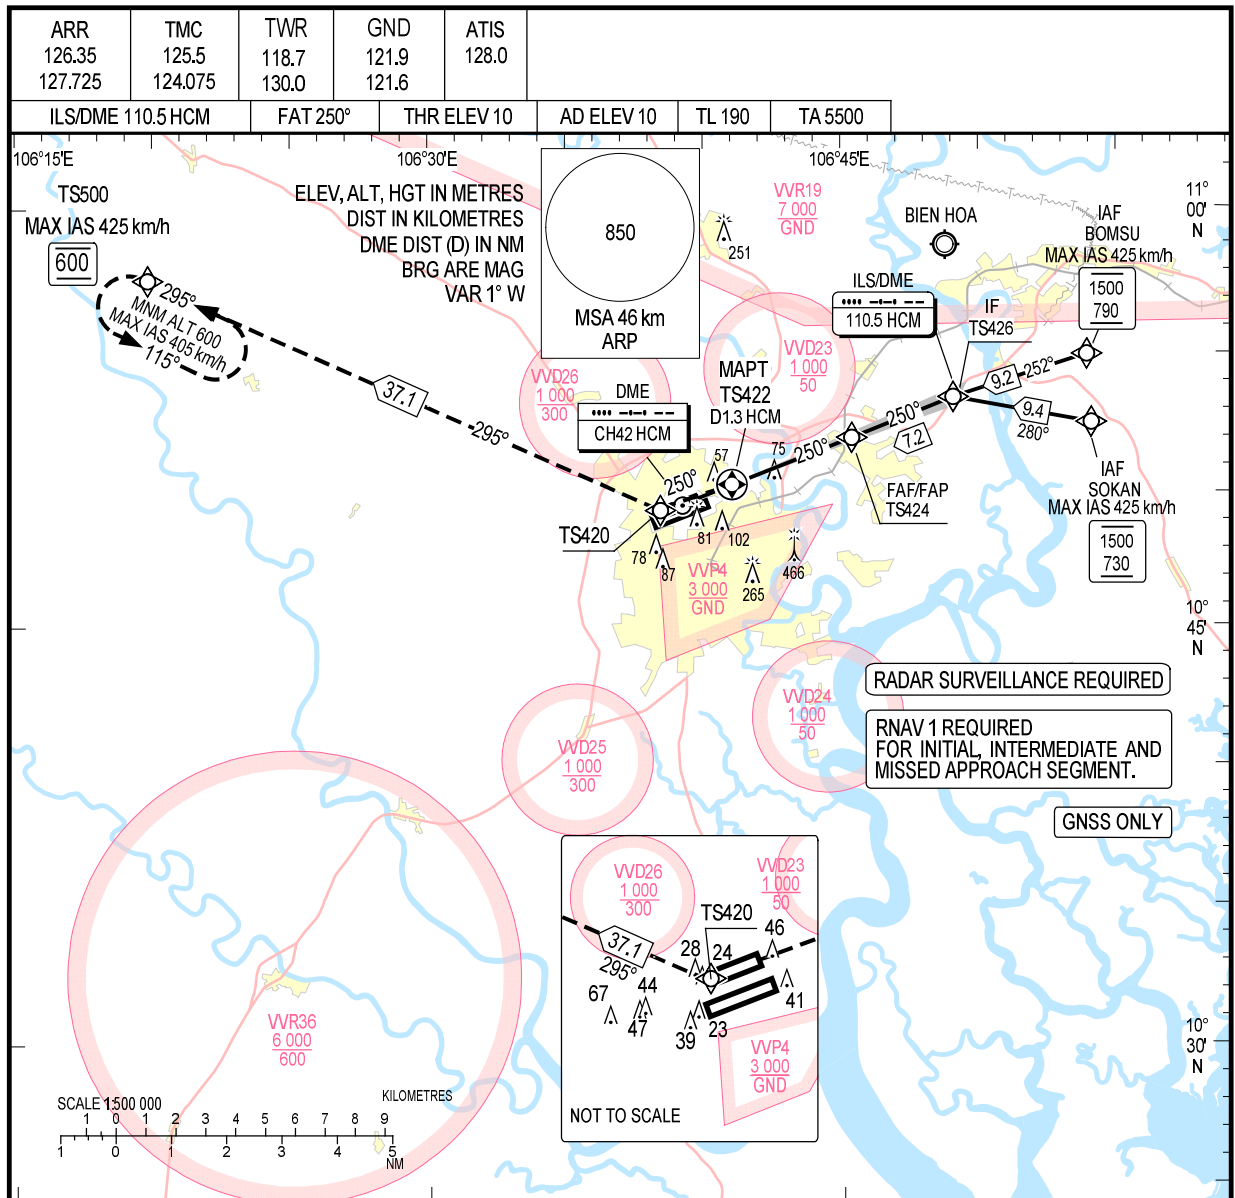 ARR
126.35
127.725
TMC
125.5
124.075
TWR
118.7
130.0
GND
121.9
121.6
ATIS
128.0
ILS/DME 110.5 HCM
FAT 250°
THR ELEV 10
AD ELEV 10
TL 190
TA 5500
106°15'E
106°30'E
106°45'E
11°
00'
N
TS500
MAX IAS 425 km/h
600
ELEV, ALT, HGT IN METRES
DIST IN KILOMETRES
DME DIST (D) IN NM
BRG ARE MAG
VAR 1° W
850
MSA 46 km
ARP
VVR19
7 000
GND
251
BIEN HOA
IAF
BOMSU
MAX IAS 425 km/h
1500
790
ILS/DME
110.5 HCM
IF
TS426
295°
MNM ALT 600
MAX IAS 405 km/h
115°
37.1
295°
VVD26
1 000
300
VVD23
1 000
50
DME
CH42 HCM
MAPT
TS422
D1.3 HCM
9.2
252°
9.4
280°
250°
7.2
250°
250°
57
75
IAF
SOKAN
MAX IAS 425 km/h
1500
730
FAF/FAP
TS424
TS420
78
87
81
102
265
466
VVP4
3 000
GND
10°
45'
N
RADAR SURVEILLANCE REQUIRED
RNAV 1 REQUIRED
FOR INITIAL, INTERMEDIATE AND
MISSED APPROACH SEGMENT.
GNSS ONLY
VVD24
1 000
50
VVD25
1 000
300
VVD26
1 000
300
VVD23
1 000
50
TS420
37.1
295°
28
24
46
67
44
47
39
23
41
VVP4
3 000
GND
NOT TO SCALE
VVR36
6 000
600
10°
30'
N
SCALE 1:500 000
KILOMETRES
1 0 1 2 3 4 5 6 7 8 9
1 0 1 2 3 4 5
NM